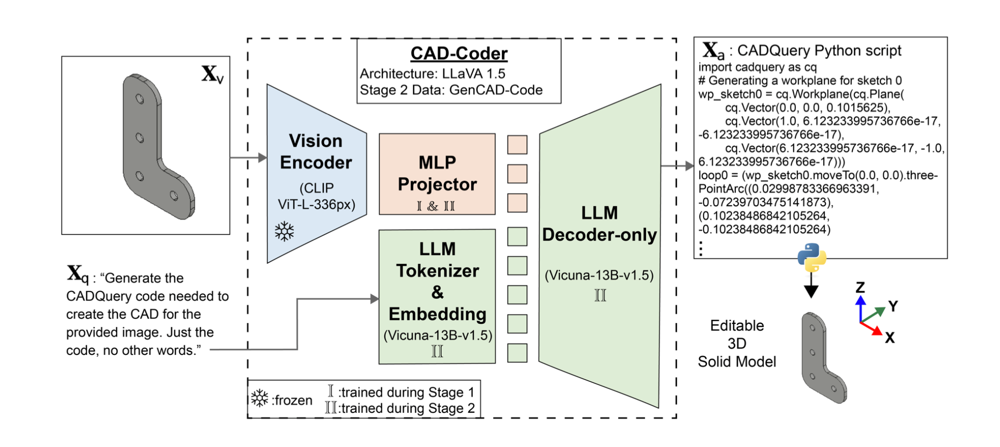 Xv
Xq : “Generate the
CADQuery code needed to
create the CAD for the
provided image. Just the
code, no other words.”
CAD-Coder
Architecture: LLaVA 1.5
Stage 2 Data: GenCAD-Code
Vision
Encoder
(CLIP
ViT-L-336px)
MLP
Projector
I & II
LLM
Tokenizer
&
Embedding
(Vicuna-13B-v1.5)
II
LLM
Decoder-only
(Vicuna-13B-v1.5)
II
:frozen
I :trained during Stage 1
II:trained during Stage 2
Xa : CADQuery Python script
import cadquery as cq
# Generating a workplane for sketch 0
wp_sketch0 = cq.Workplane(cq.Plane(
cq.Vector(0.0, 0.0, 0.1015625),
cq.Vector(1.0, 6.123233995736766e-17,
-6.123233995736766e-17),
cq.Vector(6.123233995736766e-17, -1.0,
6.123233995736766e-17)))
loop0 = (wp_sketch0.moveTo(0.0, 0.0).three-
PointArc((0.02998783366963391,
-0.07239703475141873),
(0.10238486842105264,
-0.10238486842105264)
⋮
Editable
3D
Solid Model
Z
Y
X